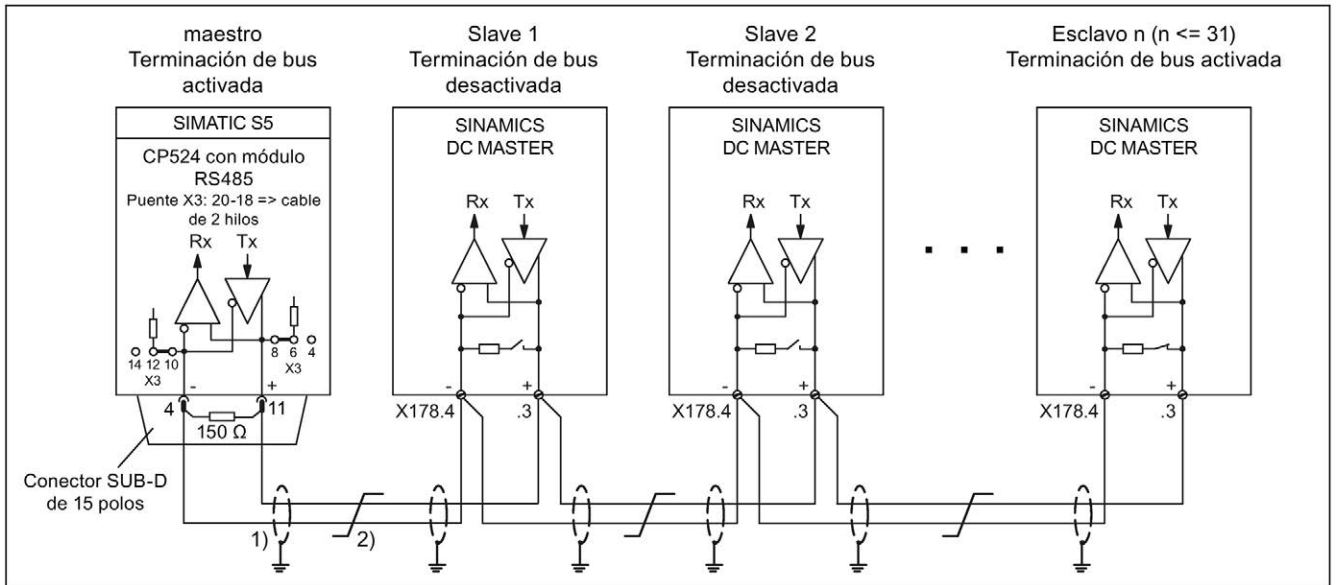 maestro
Terminación de bus
activada
Slave 1
Terminación de bus
desactivada
Slave 2
Terminación de bus
desactivada
Esclavo n (n <= 31)
Terminación de bus activada
SIMATIC S5
CP524 con módulo
RS485
Puente X3: 20-18 => cable
de 2 hilos
Rx Tx
14 12 10
X3
8 6 4
X3
- +
4 11
150 Ω
Conector SUB-D
de 15 polos
SINAMICS
DC MASTER
Rx Tx
- +
X178.4 .3
SINAMICS
DC MASTER
Rx Tx
- +
X178.4 .3
. . .
SINAMICS
DC MASTER
Rx Tx
- +
X178.4 .3
1) 2)